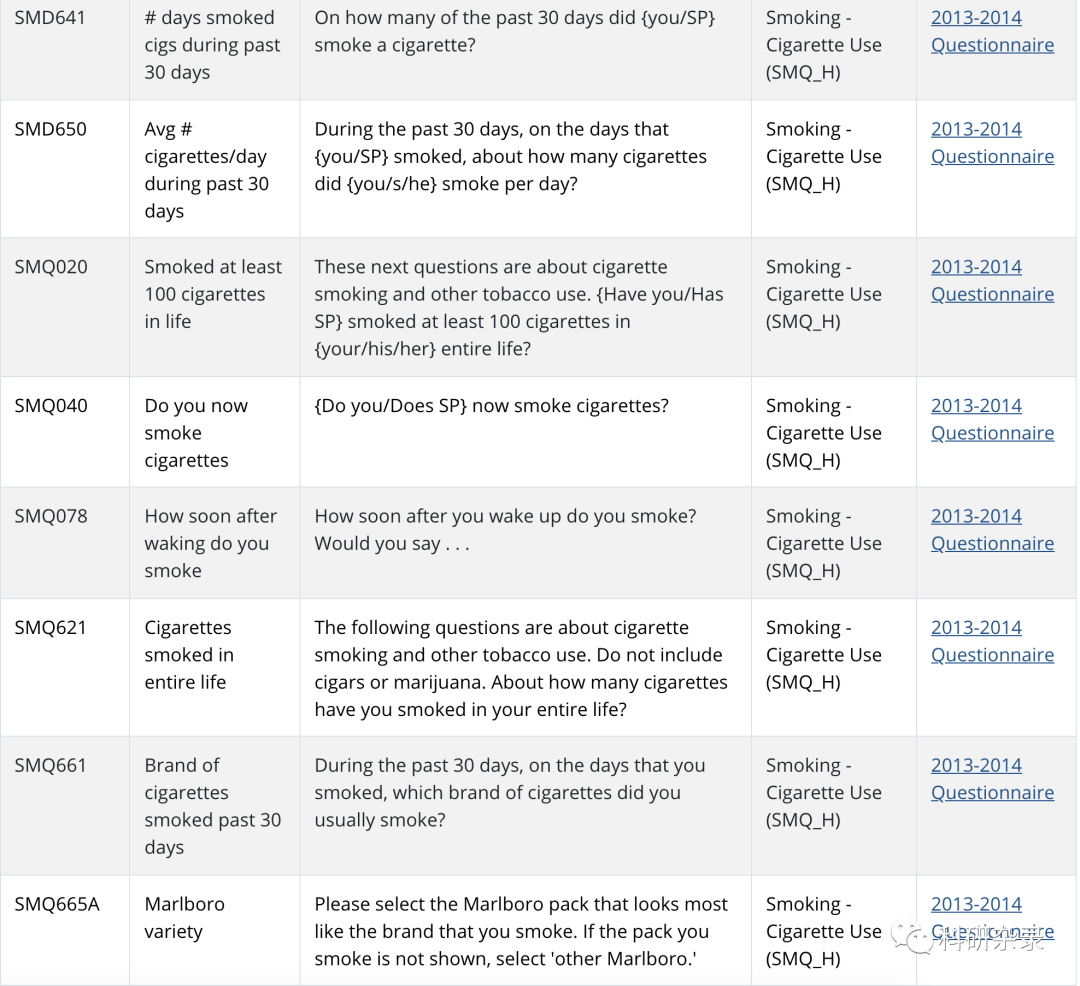 SMD641
# days smoked
cigs during past
30 days
On how many of the past 30 days did {you/SP}
smoke a cigarette?
Smoking -
Cigarette Use
(SMQ_H)
2013-2014
Questionnaire
SMD650
Avg #
cigarettes/day
during past 30
days
During the past 30 days, on the days that
{you/SP} smoked, about how many cigarettes
did {you/s/he} smoke per day?
Smoking -
Cigarette Use
(SMQ_H)
2013-2014
Questionnaire
SMQ020
Smoked at least
100 cigarettes
in life
These next questions are about cigarette
smoking and other tobacco use. {Have you/Has
SP} smoked at least 100 cigarettes in
{your/his/her} entire life?
Smoking -
Cigarette Use
(SMQ_H)
2013-2014
Questionnaire
SMQ040
Do you now
smoke
cigarettes
{Do you/Does SP} now smoke cigarettes?
Smoking -
Cigarette Use
(SMQ_H)
2013-2014
Questionnaire
SMQ078
How soon after
waking do you
smoke
How soon after you wake up do you smoke?
Would you say . . .
Smoking -
Cigarette Use
(SMQ_H)
2013-2014
Questionnaire
SMQ621
Cigarettes
smoked in
entire life
The following questions are about cigarette
smoking and other tobacco use. Do not include
cigars or marijuana. About how many cigarettes
have you smoked in your entire life?
Smoking -
Cigarette Use
(SMQ_H)
2013-2014
Questionnaire
SMQ661
Brand of
cigarettes
smoked past 30
days
During the past 30 days, on the days that you
smoked, which brand of cigarettes did you
usually smoke?
Smoking -
Cigarette Use
(SMQ_H)
2013-2014
Questionnaire
SMQ665A
Marlboro
variety
Please select the Marlboro pack that looks most
like the brand that you smoke. If the pack you
smoke is not shown, select 'other Marlboro.'
Smoking -
Cigarette Use
(SMQ_H)
2013-2014
Questionnaire
科研杂录